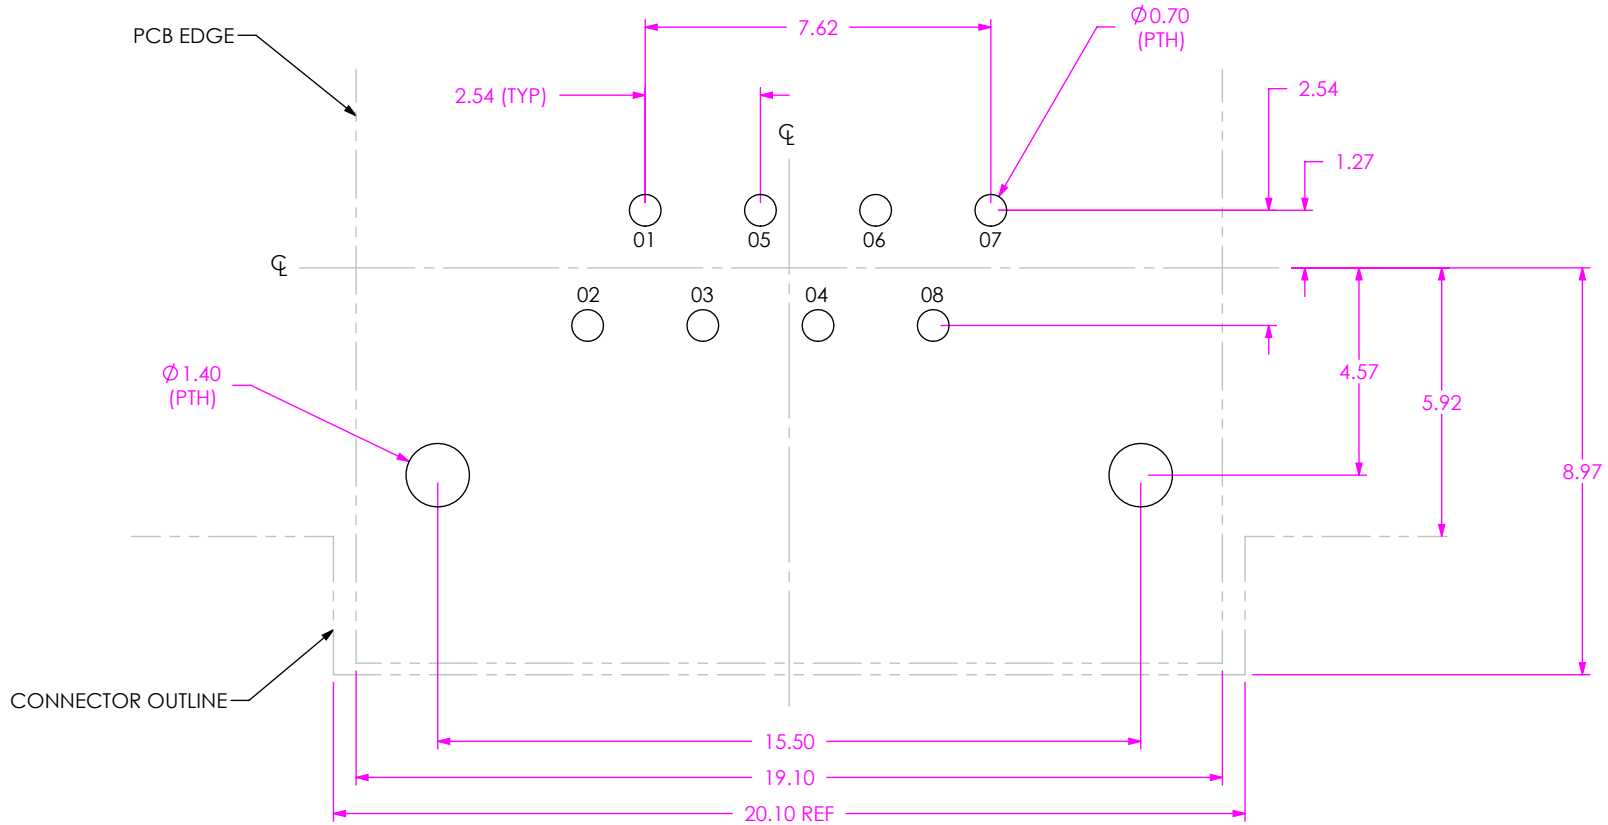 PCB EDGE
7.62
Ø0.70
(PTH)
2.54 (TYP)
2.54
℄
1.27
01
05
06
07
℄
02
03
04
08
Ø1.40
(PTH)
4.57
5.92
8.97
CONNECTOR OUTLINE
15.50
19.10
20.10 REF